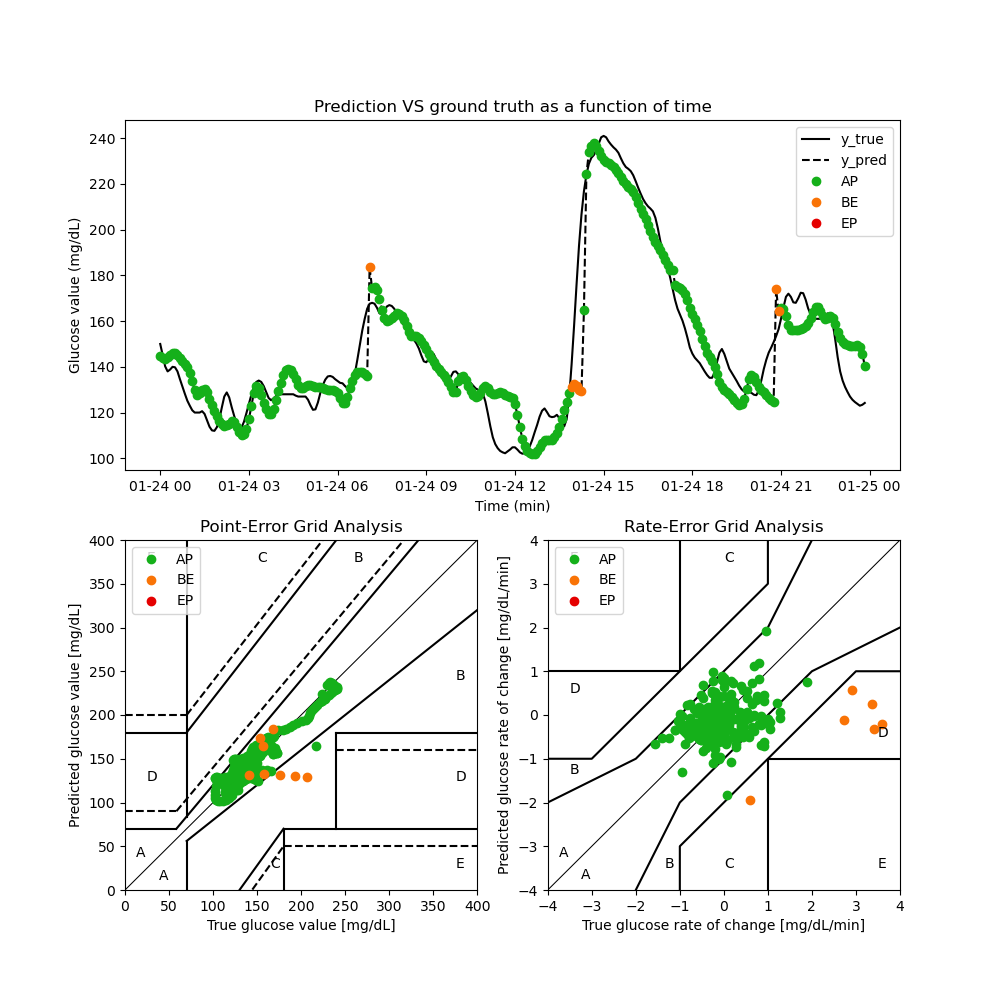 Prediction VS ground truth as a function of time
Glucose value (mg/dL)
240
220
200
180
160
140
120
100
y_true
y_pred
AP
BE
EP
01-24 00 01-24 03 01-24 06 01-24 09 01-24 12 01-24 15 01-24 18 01-24 21 01-25 00
Time (min)
Point-Error Grid Analysis
Predicted glucose value [mg/dL]
400
350
300
250
200
150
100
50
0
AP
BE
EP
C
B
B
D
D
A
A
C
E
0 50 100 150 200 250 300 350 400
True glucose value [mg/dL]
Rate-Error Grid Analysis
Predicted glucose rate of change [mg/dL/min]
4
3
2
1
0
−1
−2
−3
−4
AP
BE
EP
C
D
D
B
A
A
B
C
E
−4 −3 −2 −1 0 1 2 3 4
True glucose rate of change [mg/dL/min]